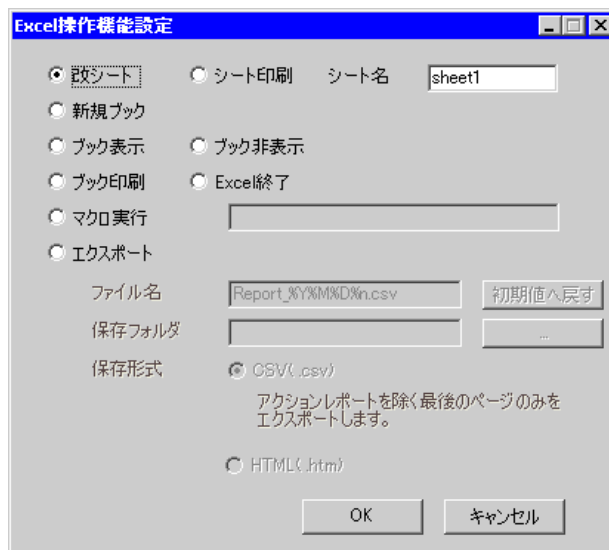 Excel操作機能設定
改シート シート印刷 シート名 sheet1
新規ブック
ブック表示 ブック非表示
ブック印刷 Excel終了
マクロ実行
エクスポート
ファイル名 Report_%Y%M%D%n.csv 初期値へ戻す
保存フォルダ ...
保存形式 CSV(.csv)
アクションレポートを除く最後のページのみを
エクスポートします。
HTML(.htm)
OK キャンセル